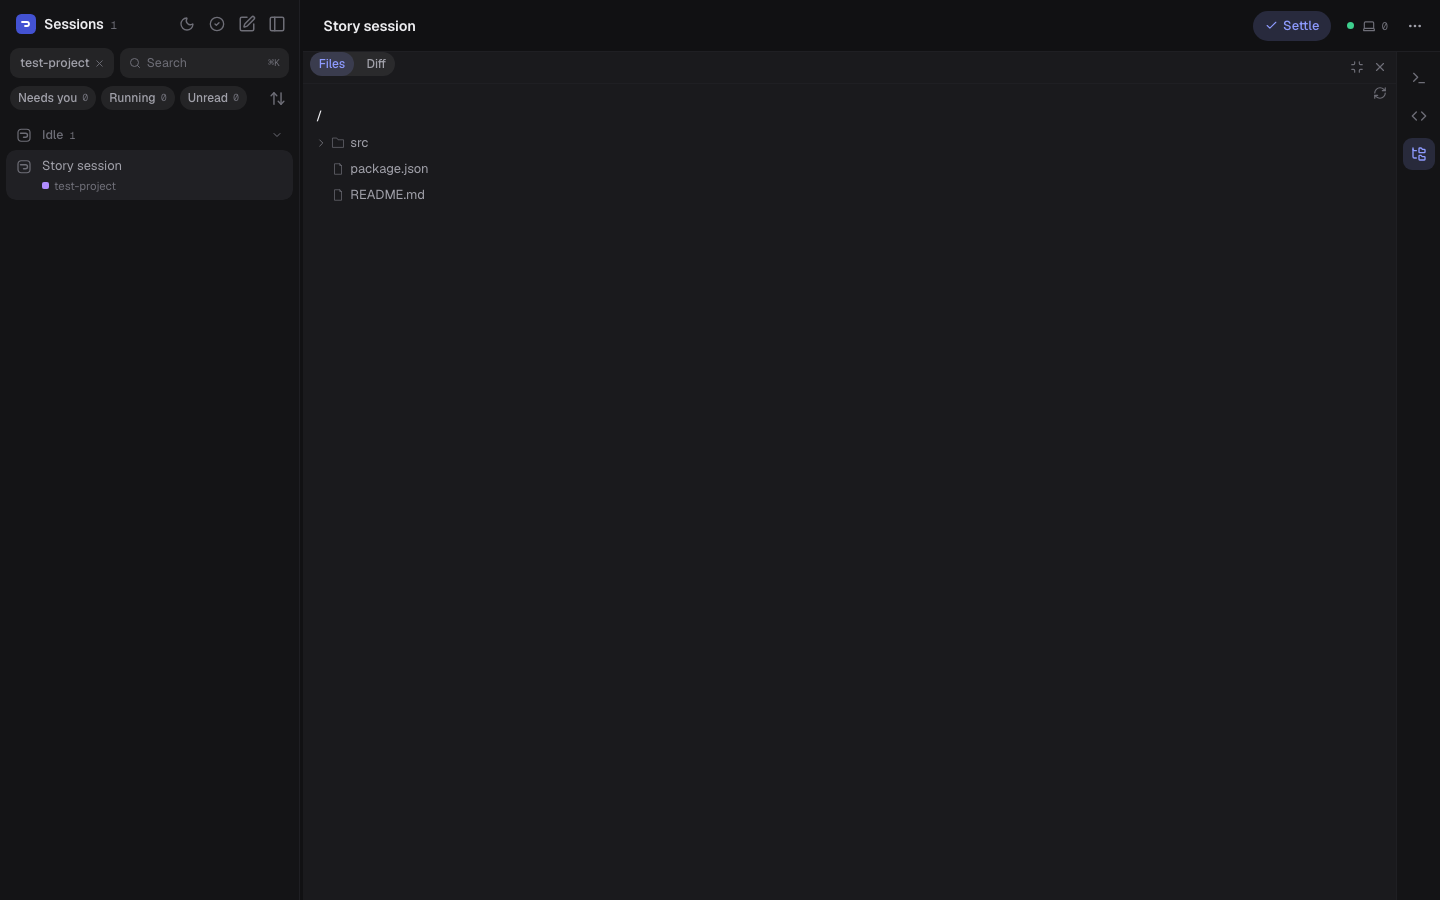 Sessions 1
test-project
Search ⌘K
Needs you 0
Running 0
Unread 0
Idle 1
Story session
test-project
Story session
Settle
0
Files
Diff
/
src
package.json
README.md